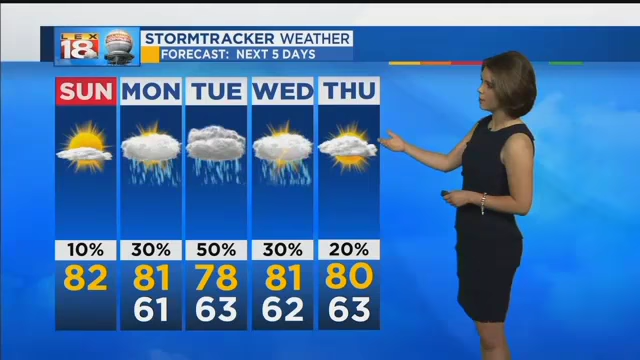 LEX
18
STORMTRACKER WEATHER
FORECAST: NEXT 5 DAYS
SUN MON TUE WED THU
10% 30% 50% 30% 20%
82 81 78 81 80
61 63 62 63